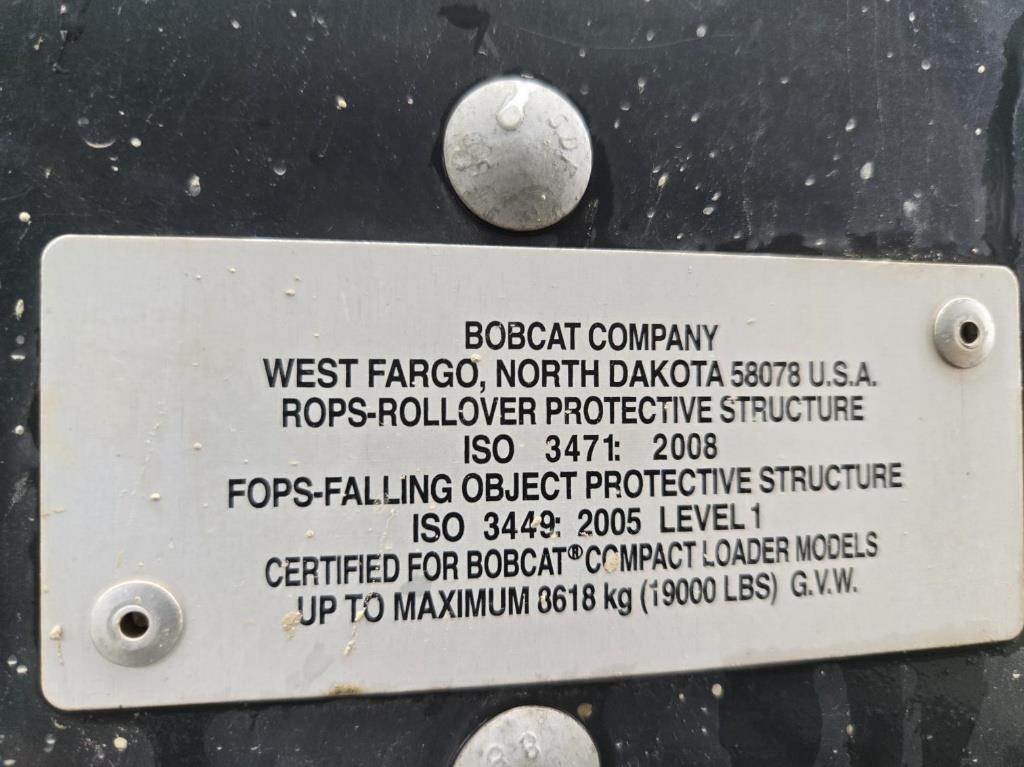 BOBCAT COMPANY
WEST FARGO, NORTH DAKOTA 58078 U.S.A.
ROPS-ROLLOVER PROTECTIVE STRUCTURE
ISO 3471: 2008
FOPS-FALLING OBJECT PROTECTIVE STRUCTURE
ISO 3449: 2005 LEVEL 1
CERTIFIED FOR BOBCAT® COMPACT LOADER MODELS
UP TO MAXIMUM 8618 kg (19000 LBS) G.V.W.